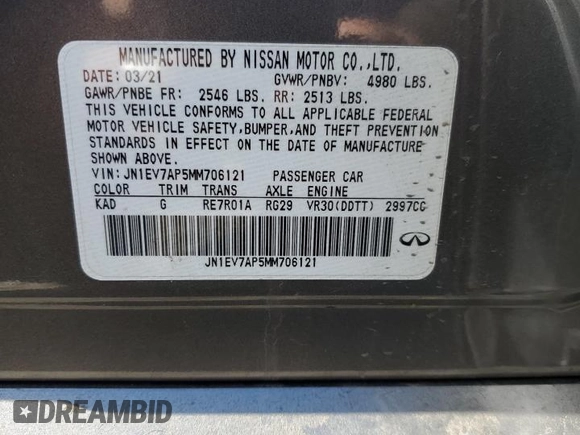 MANUFACTURED BY NISSAN MOTOR CO.,LTD.
DATE: 03/21 GVWR/PNBV: 4980 LBS.
GAWR/PNBE FR: 2546 LBS. RR: 2513 LBS.
THIS VEHICLE CONFORMS TO ALL APPLICABLE FEDERAL
MOTOR VEHICLE SAFETY,BUMPER,AND THEFT PREVENTION
STANDARDS IN EFFECT ON THE DATE OF MANUFACTURE
SHOWN ABOVE.
VIN: JN1EV7AP5MM706121 PASSENGER CAR
COLOR TRIM TRANS AXLE ENGINE
KAD G RE7R01A RG29 VR30(DDTT) 2997CC
JN1EV7AP5MM706121
DREAMBID